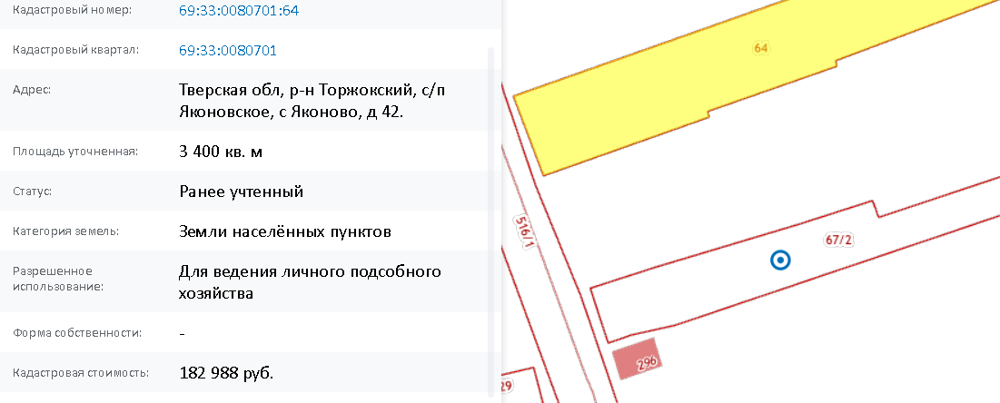 Кадастровый номер: 69:33:0080701:64
Кадастровый квартал: 69:33:0080701
Адрес: Тверская обл, р-н Торжокский, с/п
Яконовское, с Яконово, д 42.
Площадь уточненная: 3 400 кв. м
Статус: Ранее учтенный
Категория земель: Земли населённых пунктов
Разрешенное
использование:
Для ведения личного подсобного
хозяйства
Форма собственности: -
Кадастровая стоимость: 182 988 руб.
64
516/1
67/2
296
29